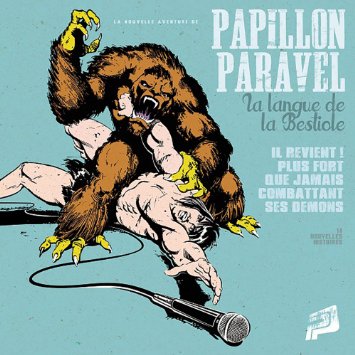 LA NOUVELLE AVENTURE DE
PAPILLON
PARAVEL
La langue de
la Bestiole
IL REVIENT !
PLUS FORT
QUE JAMAIS
COMBATTANT
SES DEMONS
14
NOUVELLES
HISTOIRES